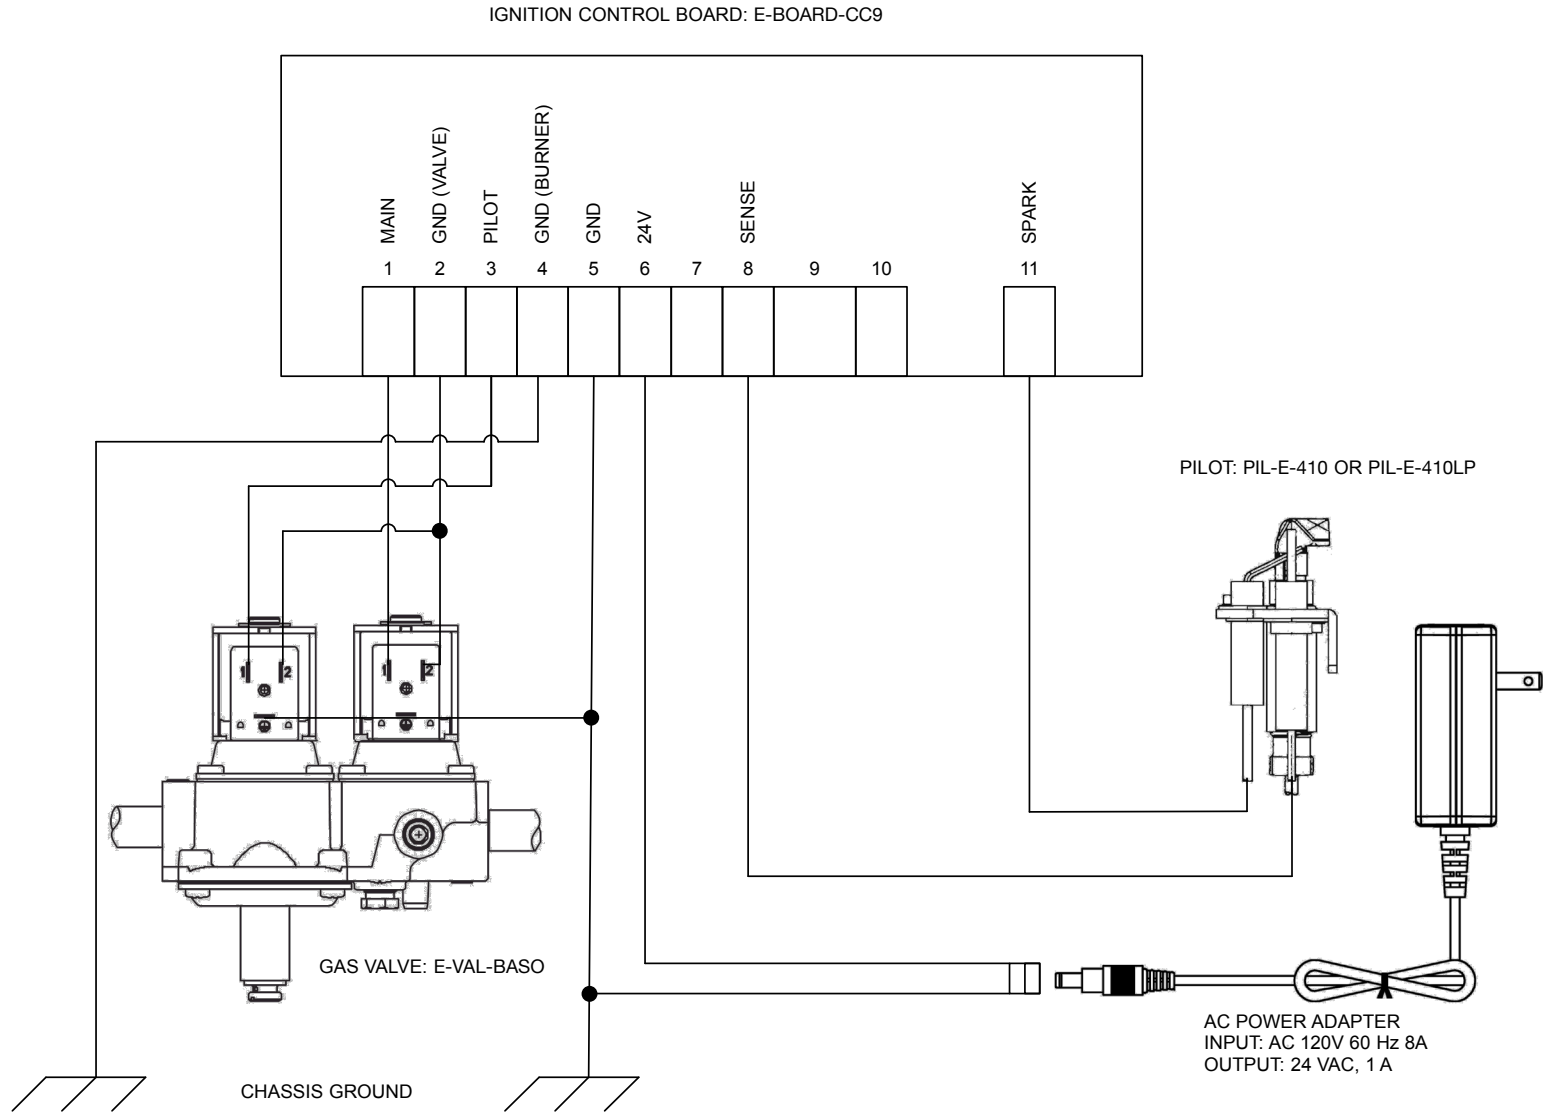 IGNITION CONTROL BOARD: E-BOARD-CC9
MAIN
GND (VALVE)
PILOT
GND (BURNER)
GND
24V
SENSE
SPARK
1
2
3
4
5
6
7
8
9
10
11
PILOT: PIL-E-410 OR PIL-E-410LP
1
2
1
2
GAS VALVE: E-VAL-BASO
AC POWER ADAPTER
INPUT: AC 120V 60 Hz 8A
OUTPUT: 24 VAC, 1 A
CHASSIS GROUND